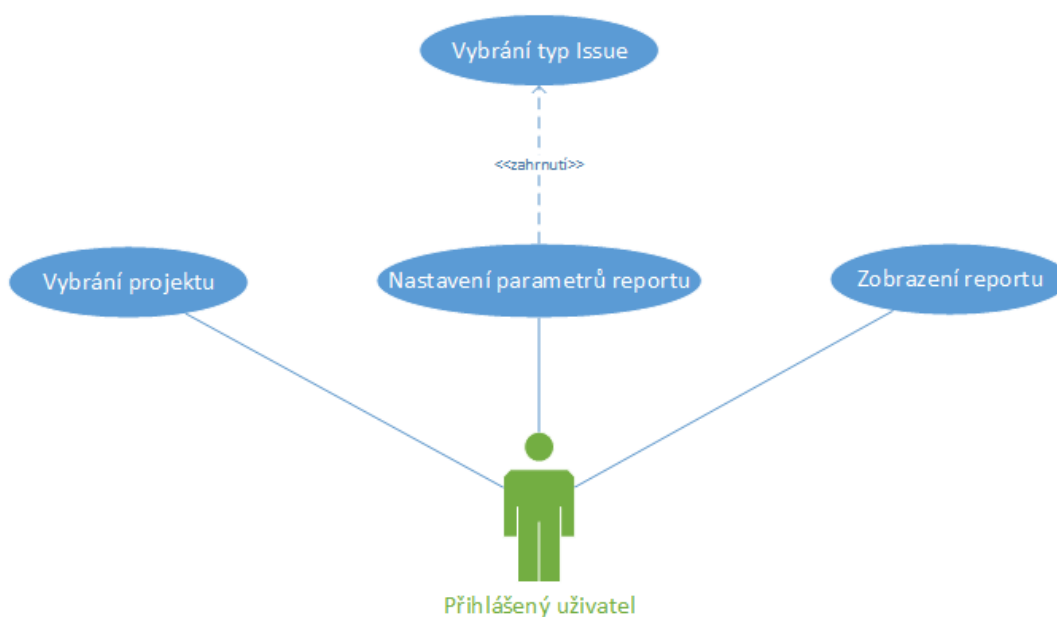 Vybrání typ Issue
<<zahrnutí>>
Vybrání projektu
Nastavení parametrů reportu
Zobrazení reportu
Přihlášený uživatel